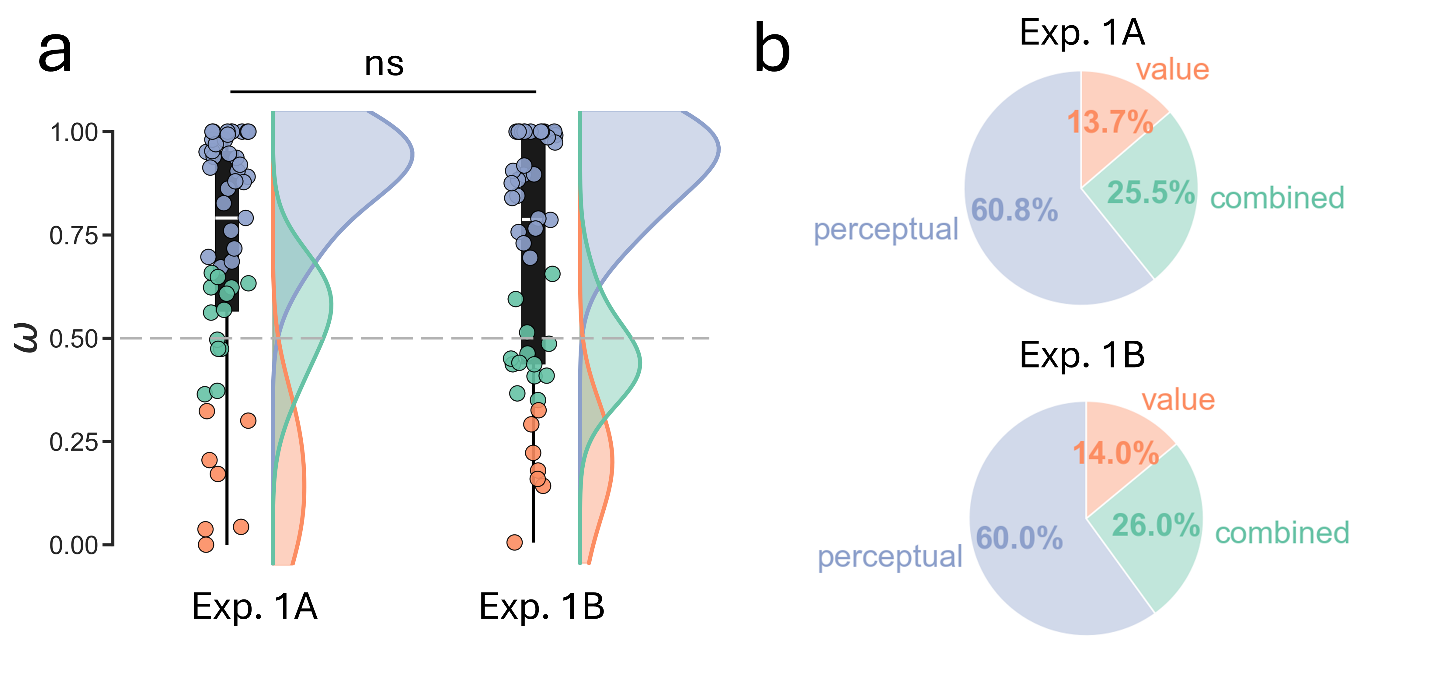 a
ns
1.00
0.75
0.50
0.25
0.00
ω
Exp. 1A
Exp. 1B
b
Exp. 1A
value
13.7%
25.5%
combined
60.8%
perceptual
Exp. 1B
value
14.0%
26.0%
combined
60.0%
perceptual